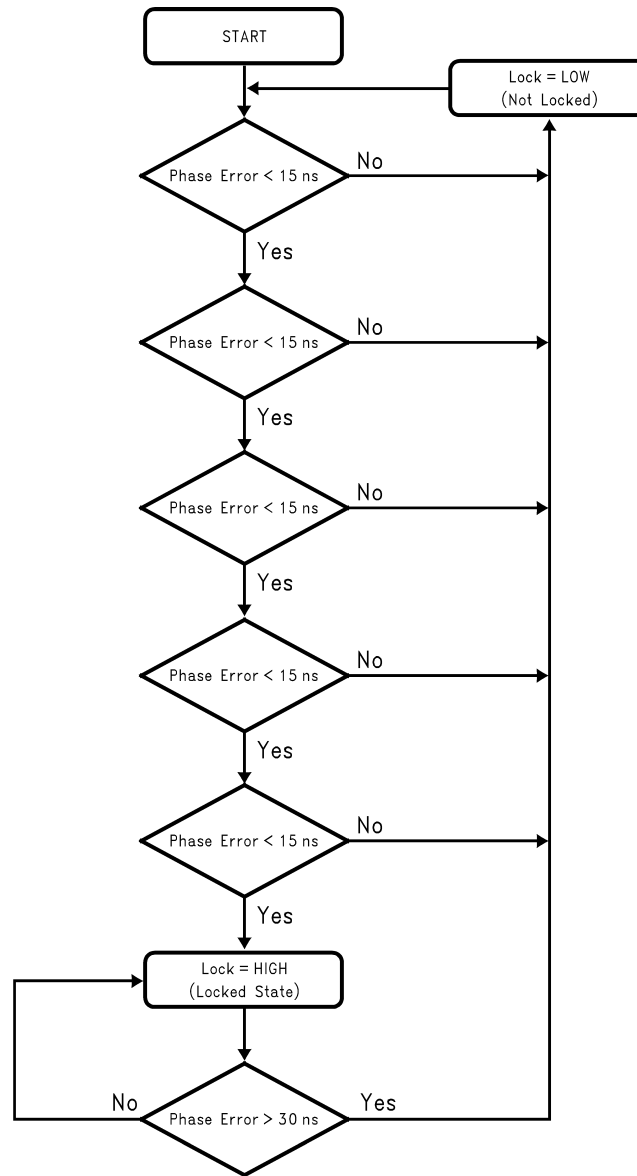 START
Lock = LOW
(Not Locked)
Phase Error < 15 ns
No
Yes
Phase Error < 15 ns
No
Yes
Phase Error < 15 ns
No
Yes
Phase Error < 15 ns
No
Yes
Phase Error < 15 ns
No
Yes
Lock = HIGH
(Locked State)
No
Phase Error > 30 ns
Yes